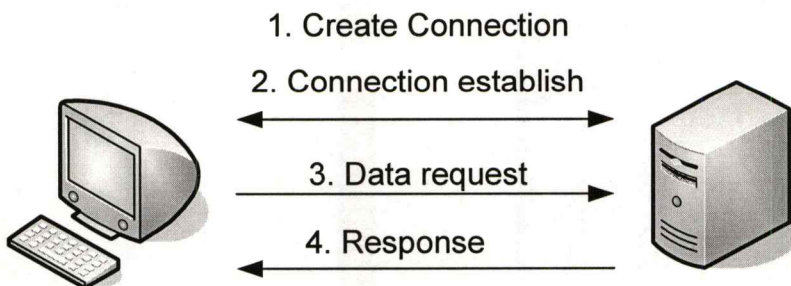 1. Create Connection
2. Connection establish
3. Data request
4. Response